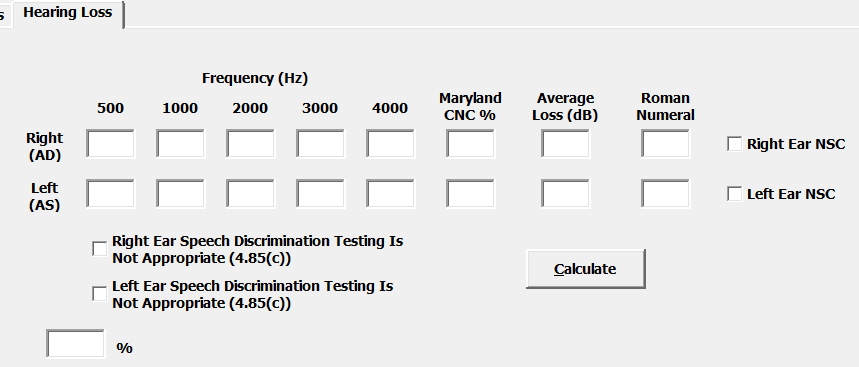 s Hearing Loss
Frequency (Hz)
500 1000 2000 3000 4000 Maryland CNC % Average Loss (dB) Roman Numeral
Right (AD) Right Ear NSC
Left (AS) Left Ear NSC
Right Ear Speech Discrimination Testing Is
Not Appropriate (4.85(c))
Left Ear Speech Discrimination Testing Is
Not Appropriate (4.85(c))
Calculate
%